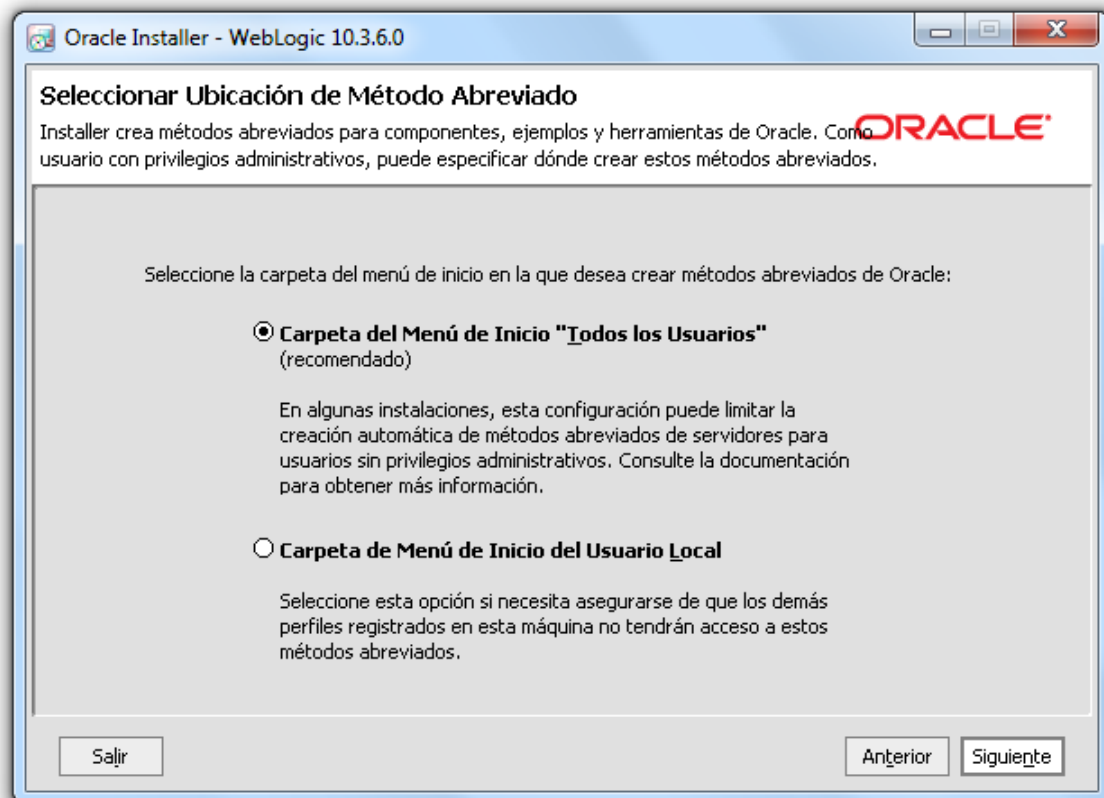 Oracle Installer - WebLogic 10.3.6.0
Seleccionar Ubicación de Método Abreviado
Installer crea métodos abreviados para componentes, ejemplos y herramientas de Oracle. Como
usuario con privilegios administrativos, puede especificar dónde crear estos métodos abreviados.
ORACLE
Seleccione la carpeta del menú de inicio en la que desea crear métodos abreviados de Oracle:
Carpeta del Menú de Inicio "Todos los Usuarios"
(recomendado)
En algunas instalaciones, esta configuración puede limitar la
creación automática de métodos abreviados de servidores para
usuarios sin privilegios administrativos. Consulte la documentación
para obtener más información.
Carpeta de Menú de Inicio del Usuario Local
Seleccione esta opción si necesita asegurarse de que los demás
perfiles registrados en esta máquina no tendrán acceso a estos
métodos abreviados.
Salir
Anterior
Siguiente